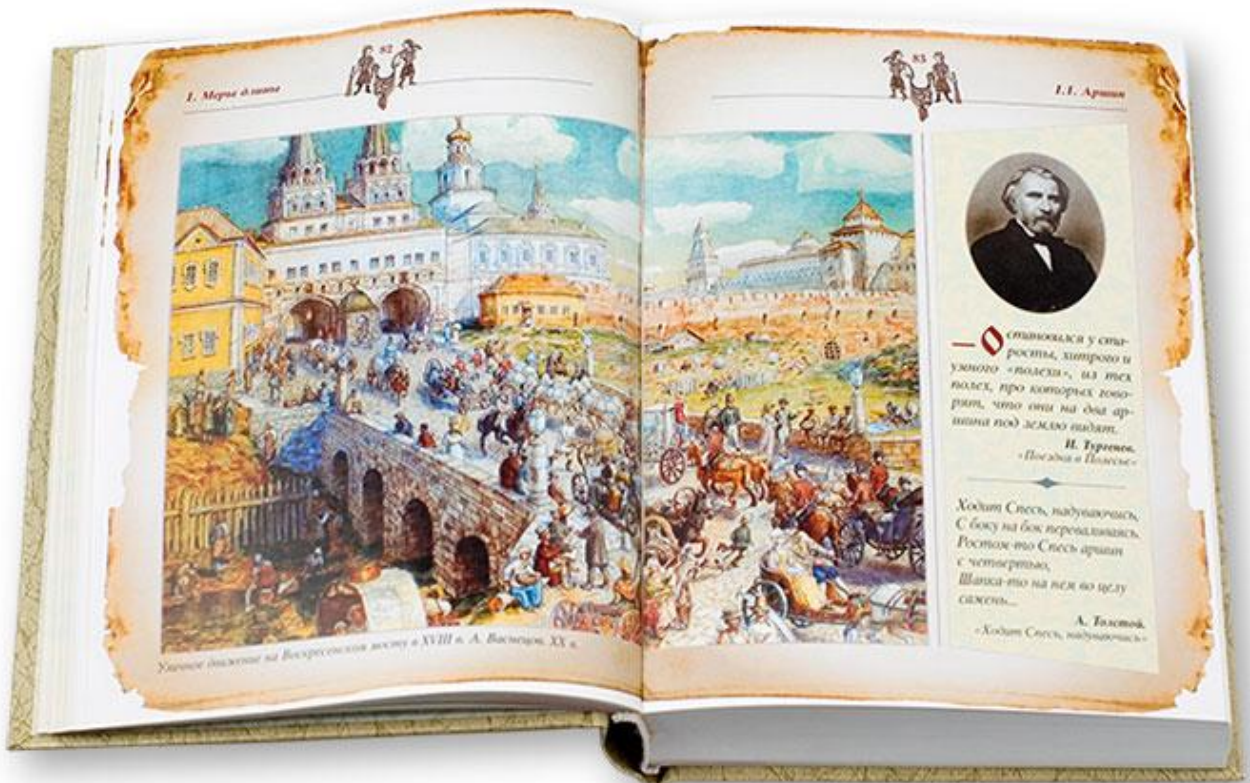 82
1. Меры длины
Уличное движение на Воскресенском мосту в XVIII в. А. Васнецов. XX в.
83
1.1. Аршин
– Остановился у ста-
росты, хитрого и
умного «полехи», из тех
полех, про которых гово-
рят, что они на два ар-
шина под землю видят.
И. Тургенев.
«Поездка в Полесье»
Ходит Спесь, надуваючись,
С боку на бок переваливаясь.
Ростом-то Спесь аршин
с четвертью,
Шапка-то на нем во целу
сажень...
А. Толстой.
«Ходит Спесь, надуваючись»